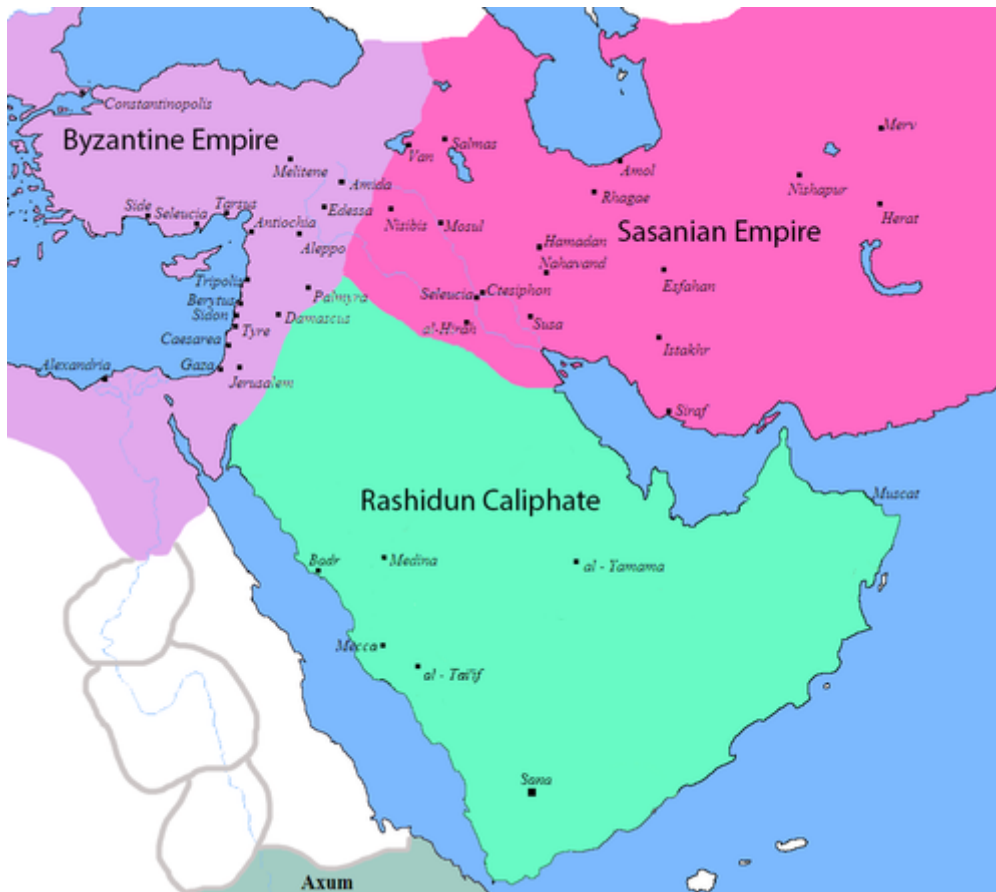 Constantinopolis
Byzantine Empire
Melitene
Amida
Van
Salmas
Amol
Merv
Rhagae
Nishapur
Herat
Side
Seleucia
Tarsus
Antiochia
Edessa
Aleppo
Nisibis
Mosul
Hamadan
Nahavand
Sasanian Empire
Esfahan
Tripolis
Berytus
Sidon
Tyre
Palmyra
Damascus
Seleucia
Ctesiphon
al-Hirah
Susa
Istakhr
Caesarea
Alexandria
Gaza
Jerusalem
Siraf
Rashidun Caliphate
Muscat
Badr
Medina
al - Yamama
Mecca
al - Tai'if
Sana
Axum